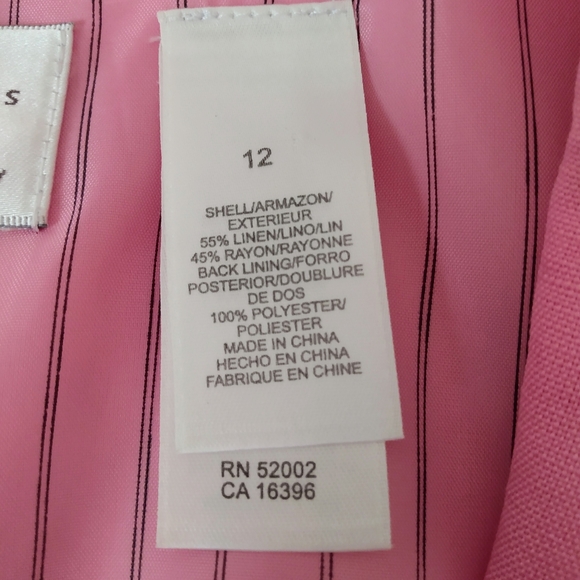 S
12
SHELL/ARMAZON/
EXTERIEUR
55% LINEN/LINO/LIN
45% RAYON/RAYONNE
BACK LINING/FORRO
POSTERIOR/DOUBLURE
DE DOS
100% POLYESTER/
POLIESTER
MADE IN CHINA
HECHO EN CHINA
FABRIQUE EN CHINE
RN 52002
CA 16396